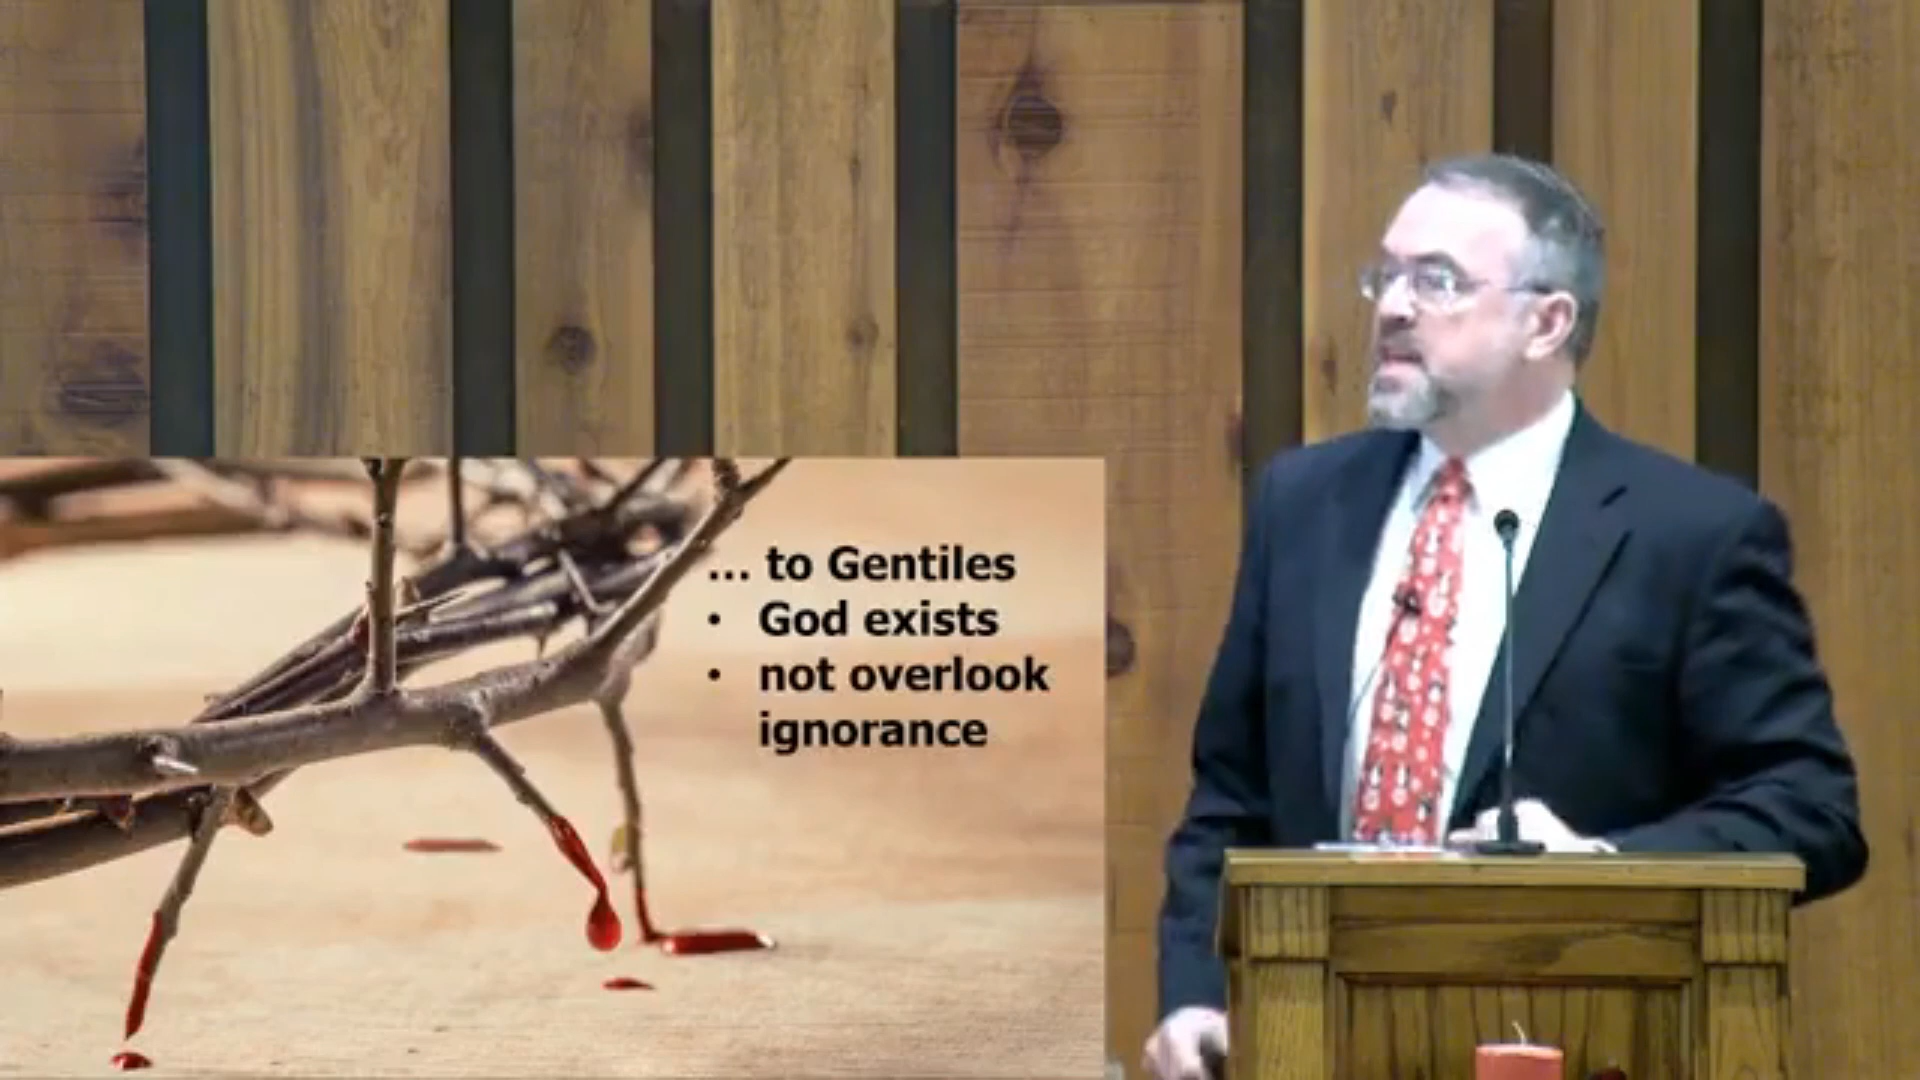 ... to Gentiles
• God exists
• not overlook
ignorance